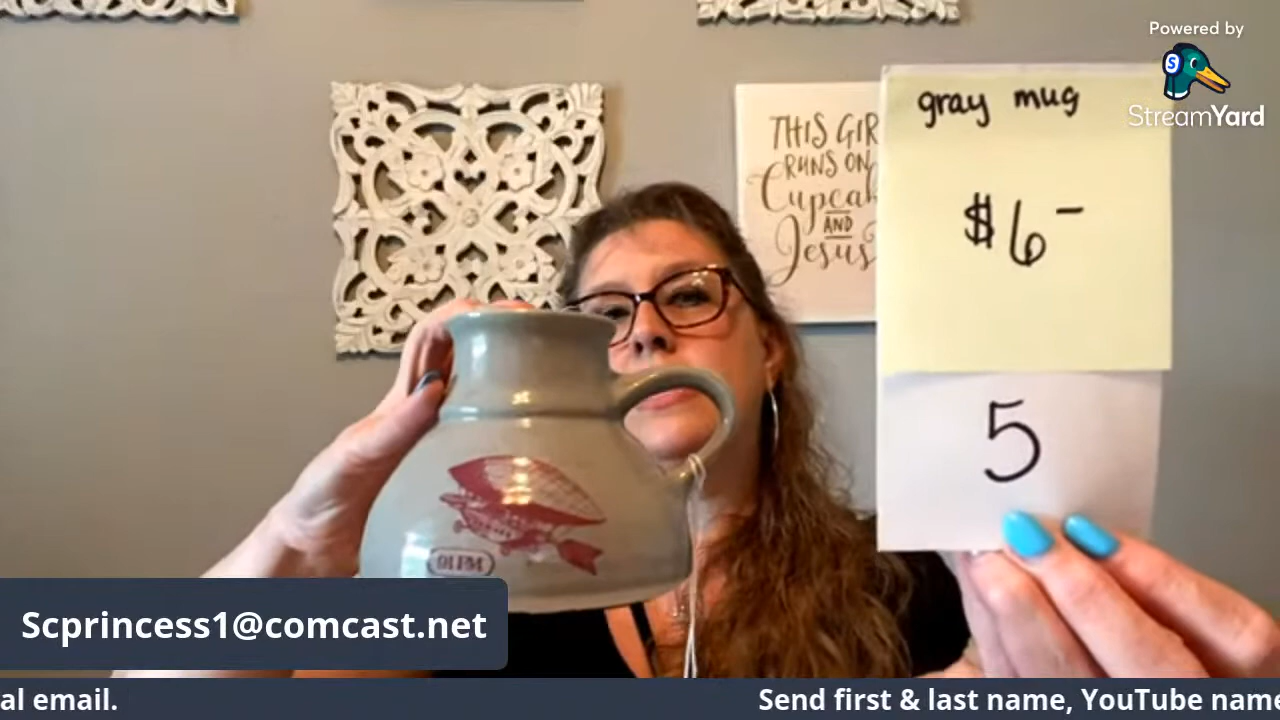 Powered by
StreamYard
gray mug
$6-
5
THIS GIR
RUNS ON
Cupcak
AND
Jesus
91FM
Scprincess1@comcast.net
al email.
Send first & last name, YouTube name